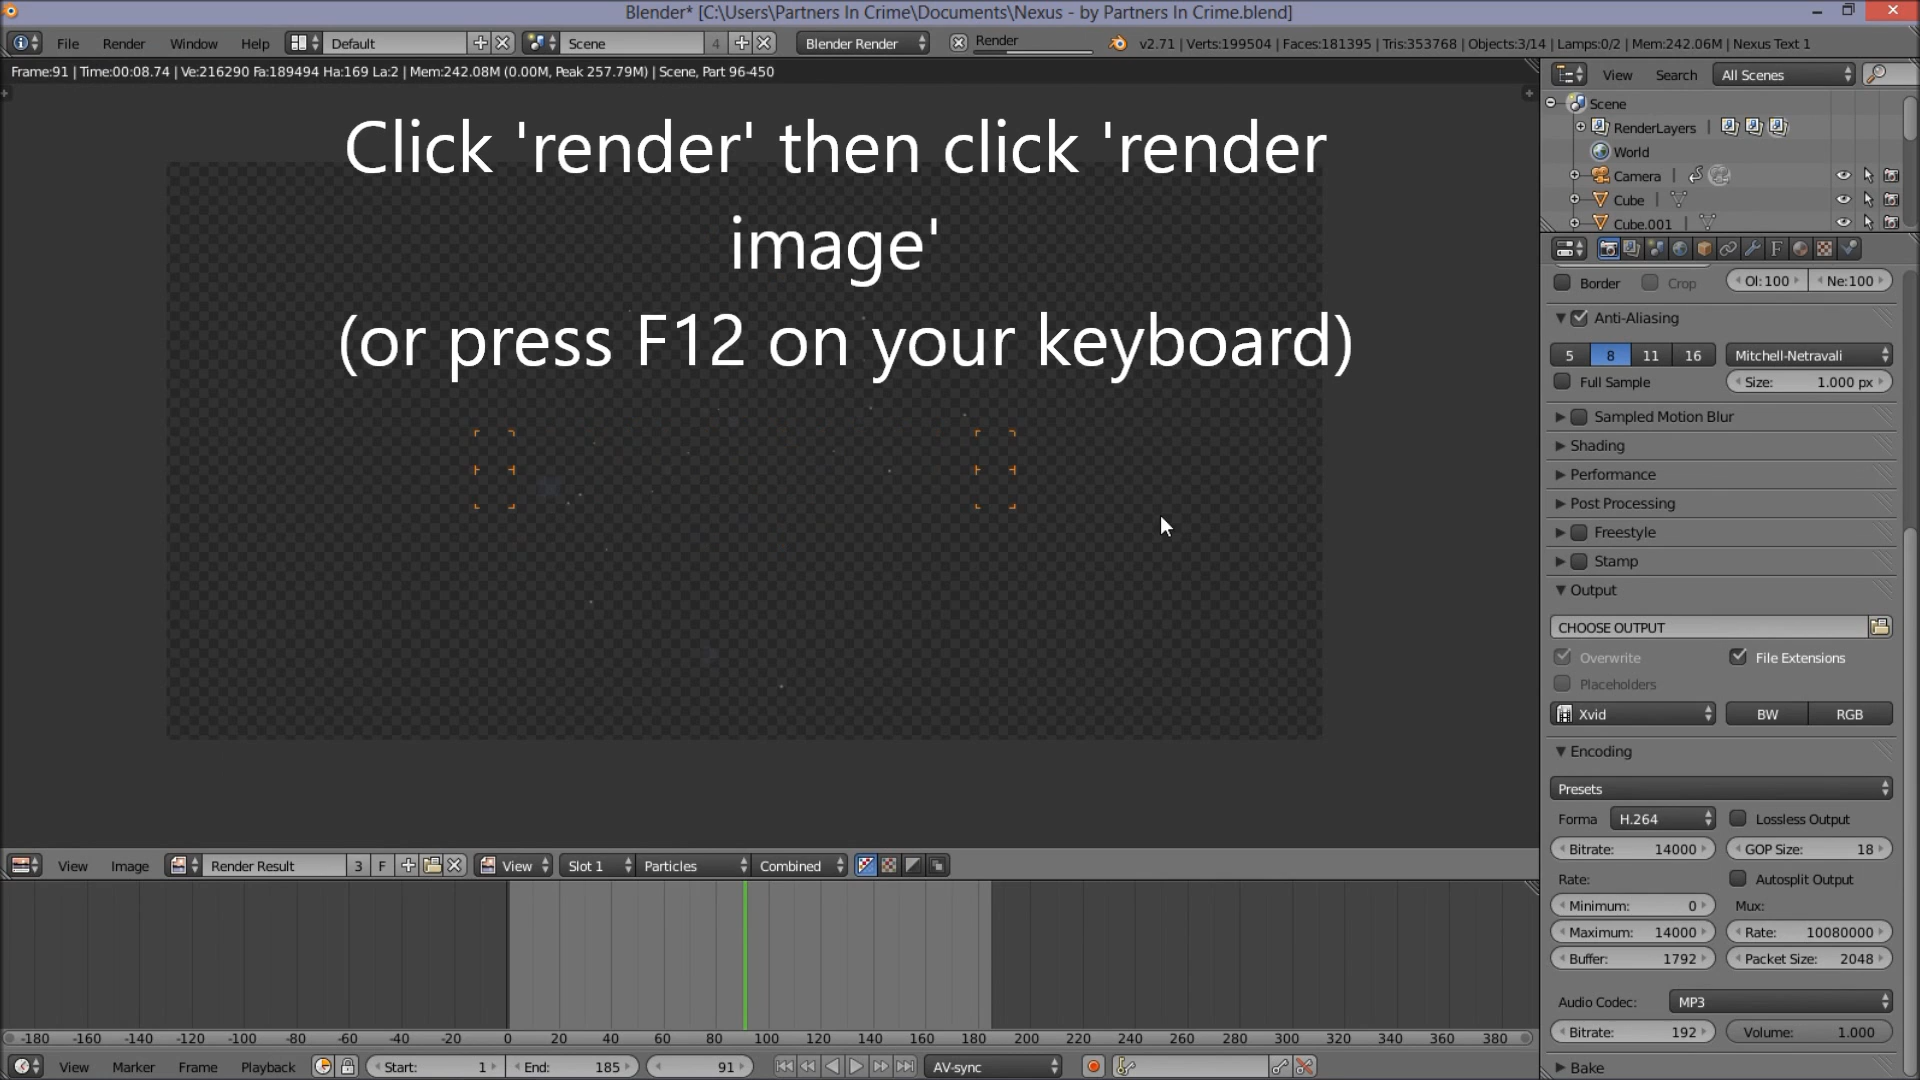 Blender* [C:\Users\Partners In Crime\Documents\Nexus - by Partners In Crime.blend]
File Render Window Help Default Scene 4 Blender Render Render v2.71 | Verts:199504 | Faces:181395 | Tris:353768 | Objects:3/14 | Lamps:0/2 | Mem:242.06M | Nexus Text 1
Frame:91 | Time:00:08.74 | Ve:216290 Fa:189494 Ha:169 La:2 | Mem:242.08M (0.00M, Peak 257.79M) | Scene, Part 96-450
Click 'render' then click 'render
image'
(or press F12 on your keyboard)
View Search All Scenes
Scene
RenderLayers
World
Camera
Cube
Cube.001
Border Crop Ol: 100 Ne:100
Anti-Aliasing
5 8 11 16 Mitchell-Netravali
Full Sample Size: 1.000 px
Sampled Motion Blur
Shading
Performance
Post Processing
Freestyle
Stamp
Output
CHOOSE OUTPUT
Overwrite File Extensions
Placeholders
Xvid BW RGB
Encoding
Presets
Forma H.264 Lossless Output
Bitrate: 14000 GOP Size: 18
Rate: Autosplit Output
Minimum: 0 Mux:
Maximum: 14000 Rate: 10080000
Buffer: 1792 Packet Size: 2048
Audio Codec: MP3
Bitrate: 192 Volume: 1.000
Bake
View Image Render Result 3 F View Slot 1 Particles Combined
-180 -160 -140 -120 -100 -80 -60 -40 -20 0 20 40 60 80 100 120 140 160 180 200 220 240 260 280 300 320 340 360 380
View Marker Frame Playback Start: 1 End: 185 91 AV-sync